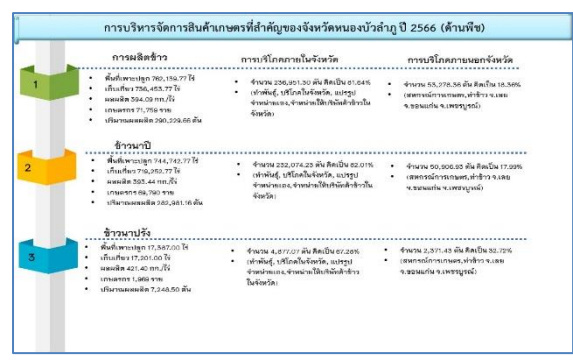 การบริหารจัดการสินค้าเกษตรที่สำคัญของจังหวัดหนองบัวลำภู ปี 2566 (ด้านพืช)
การผลิตข้าว
การบริโภคภายในจังหวัด
การบริโภคภายนอกจังหวัด
1
• พื้นที่เพาะปลูก 762,139.77 ไร่
• เก็บเกี่ยว 736,453.77 ไร่
• ผลผลิต 394.09 กก./ไร่
• เกษตรกร 71,759 ราย
• ปริมาณผลผลิต 290,229.66 ตัน
• จำนวน 236,951.30 ตัน คิดเป็น 81.64%
• (ทำพันธุ์, บริโภคในจังหวัด, แปรรูป
จำหน่ายเอง,จำหน่ายให้บริษัทค้าข้าวใน
จังหวัด)
• จำนวน 53,278.36 ตัน คิดเป็น 18.36%
• (สหกรณ์การเกษตร,ท่าข้าว จ.เลย
จ.ขอนแก่น จ.เพชรบูรณ์)
ข้าวนาปี
2
• พื้นที่เพาะปลูก 744,742.77 ไร่
• เก็บเกี่ยว 719,252.77 ไร่
• ผลผลิต 393.44 กก./ไร่
• เกษตรกร 69,790 ราย
• ปริมาณผลผลิต 282,981.16 ตัน
• จำนวน 232,074.23 ตัน คิดเป็น 82.01%
• (ทำพันธุ์, บริโภคในจังหวัด, แปรรูป
จำหน่ายเอง,จำหน่ายให้บริษัทค้าข้าวใน
จังหวัด)
• จำนวน 50,906.93 ตัน คิดเป็น 17.99%
• (สหกรณ์การเกษตร,ท่าข้าว จ.เลย
จ.ขอนแก่น จ.เพชรบูรณ์)
ข้าวนาปรัง
3
• พื้นที่เพาะปลูก 17,387.00 ไร่
• เก็บเกี่ยว 17,201.00 ไร่
• ผลผลิต 421.40 กก./ไร่
• เกษตรกร 1,969 ราย
• ปริมาณผลผลิต 7,248.50 ตัน
• จำนวน 4,877.07 ตัน คิดเป็น 67.28%
• (ทำพันธุ์, บริโภคในจังหวัด, แปรรูป
จำหน่ายเอง,จำหน่ายให้บริษัทค้าข้าว
ในจังหวัด)
• จำนวน 2,371.43 ตัน คิดเป็น 32.72%
• (สหกรณ์การเกษตร,ท่าข้าว จ.เลย
จ.ขอนแก่น จ.เพชรบูรณ์)